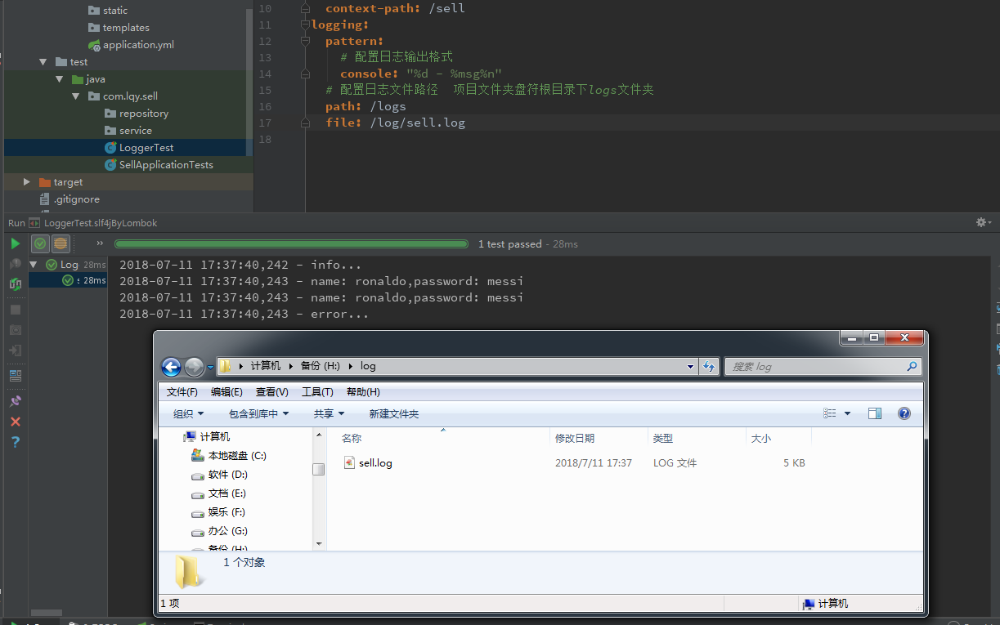 static
templates
application.yml
test
java
com.lqy.sell
repository
service
LoggerTest
SellApplicationTests
target
.gitignore
10 context-path: /sell
11 logging:
12 pattern:
13 # 配置日志输出格式
14 console: "%d - %msg%n"
15 # 配置日志文件路径 项目文件夹盘符根目录下logs文件夹
16 path: /logs
17 file: /log/sell.log
18
Run LoggerTest.slf4jByLombok
1 test passed - 28ms
Log 28ms
s 28ms
2018-07-11 17:37:40,242 - info...
2018-07-11 17:37:40,243 - name: ronaldo,password: messi
2018-07-11 17:37:40,243 - name: ronaldo,password: messi
2018-07-11 17:37:40,243 - error...
计算机 备份 (H:) log
搜索 log
文件(F) 编辑(E) 查看(V) 工具(T) 帮助(H)
组织 包含到库中 共享 新建文件夹
计算机
本地磁盘 (C:)
软件 (D:)
文档 (E:)
娱乐 (F:)
办公 (G:)
备份 (H:)
名称 修改日期 类型 大小
sell.log 2018/7/11 17:37 LOG 文件 5 KB
1 个对象
1 项 计算机